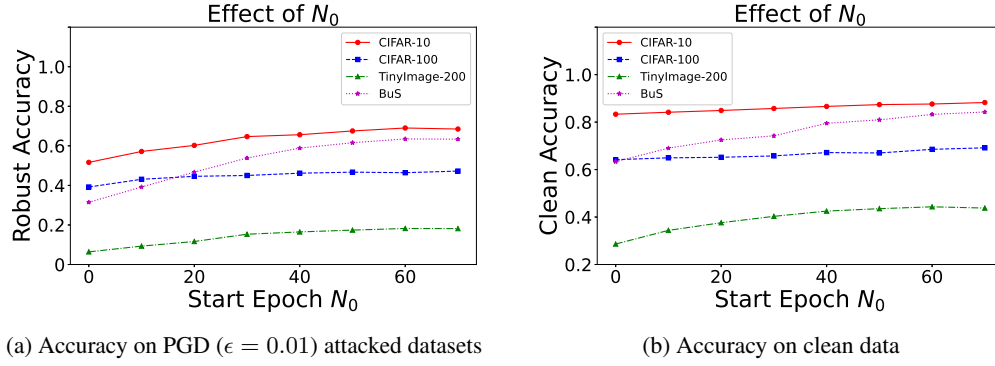 Effect of N₀
CIFAR-10
CIFAR-100
TinyImage-200
BuS
Robust Accuracy
1.0
0.8
0.6
0.4
0.2
0
0 20 40 60
Start Epoch N₀
(a) Accuracy on PGD (ϵ = 0.01) attacked datasets
Effect of N₀
CIFAR-10
CIFAR-100
TinyImage-200
BuS
Clean Accuracy
1.0
0.8
0.6
0.4
0.2
0 20 40 60
Start Epoch N₀
(b) Accuracy on clean data